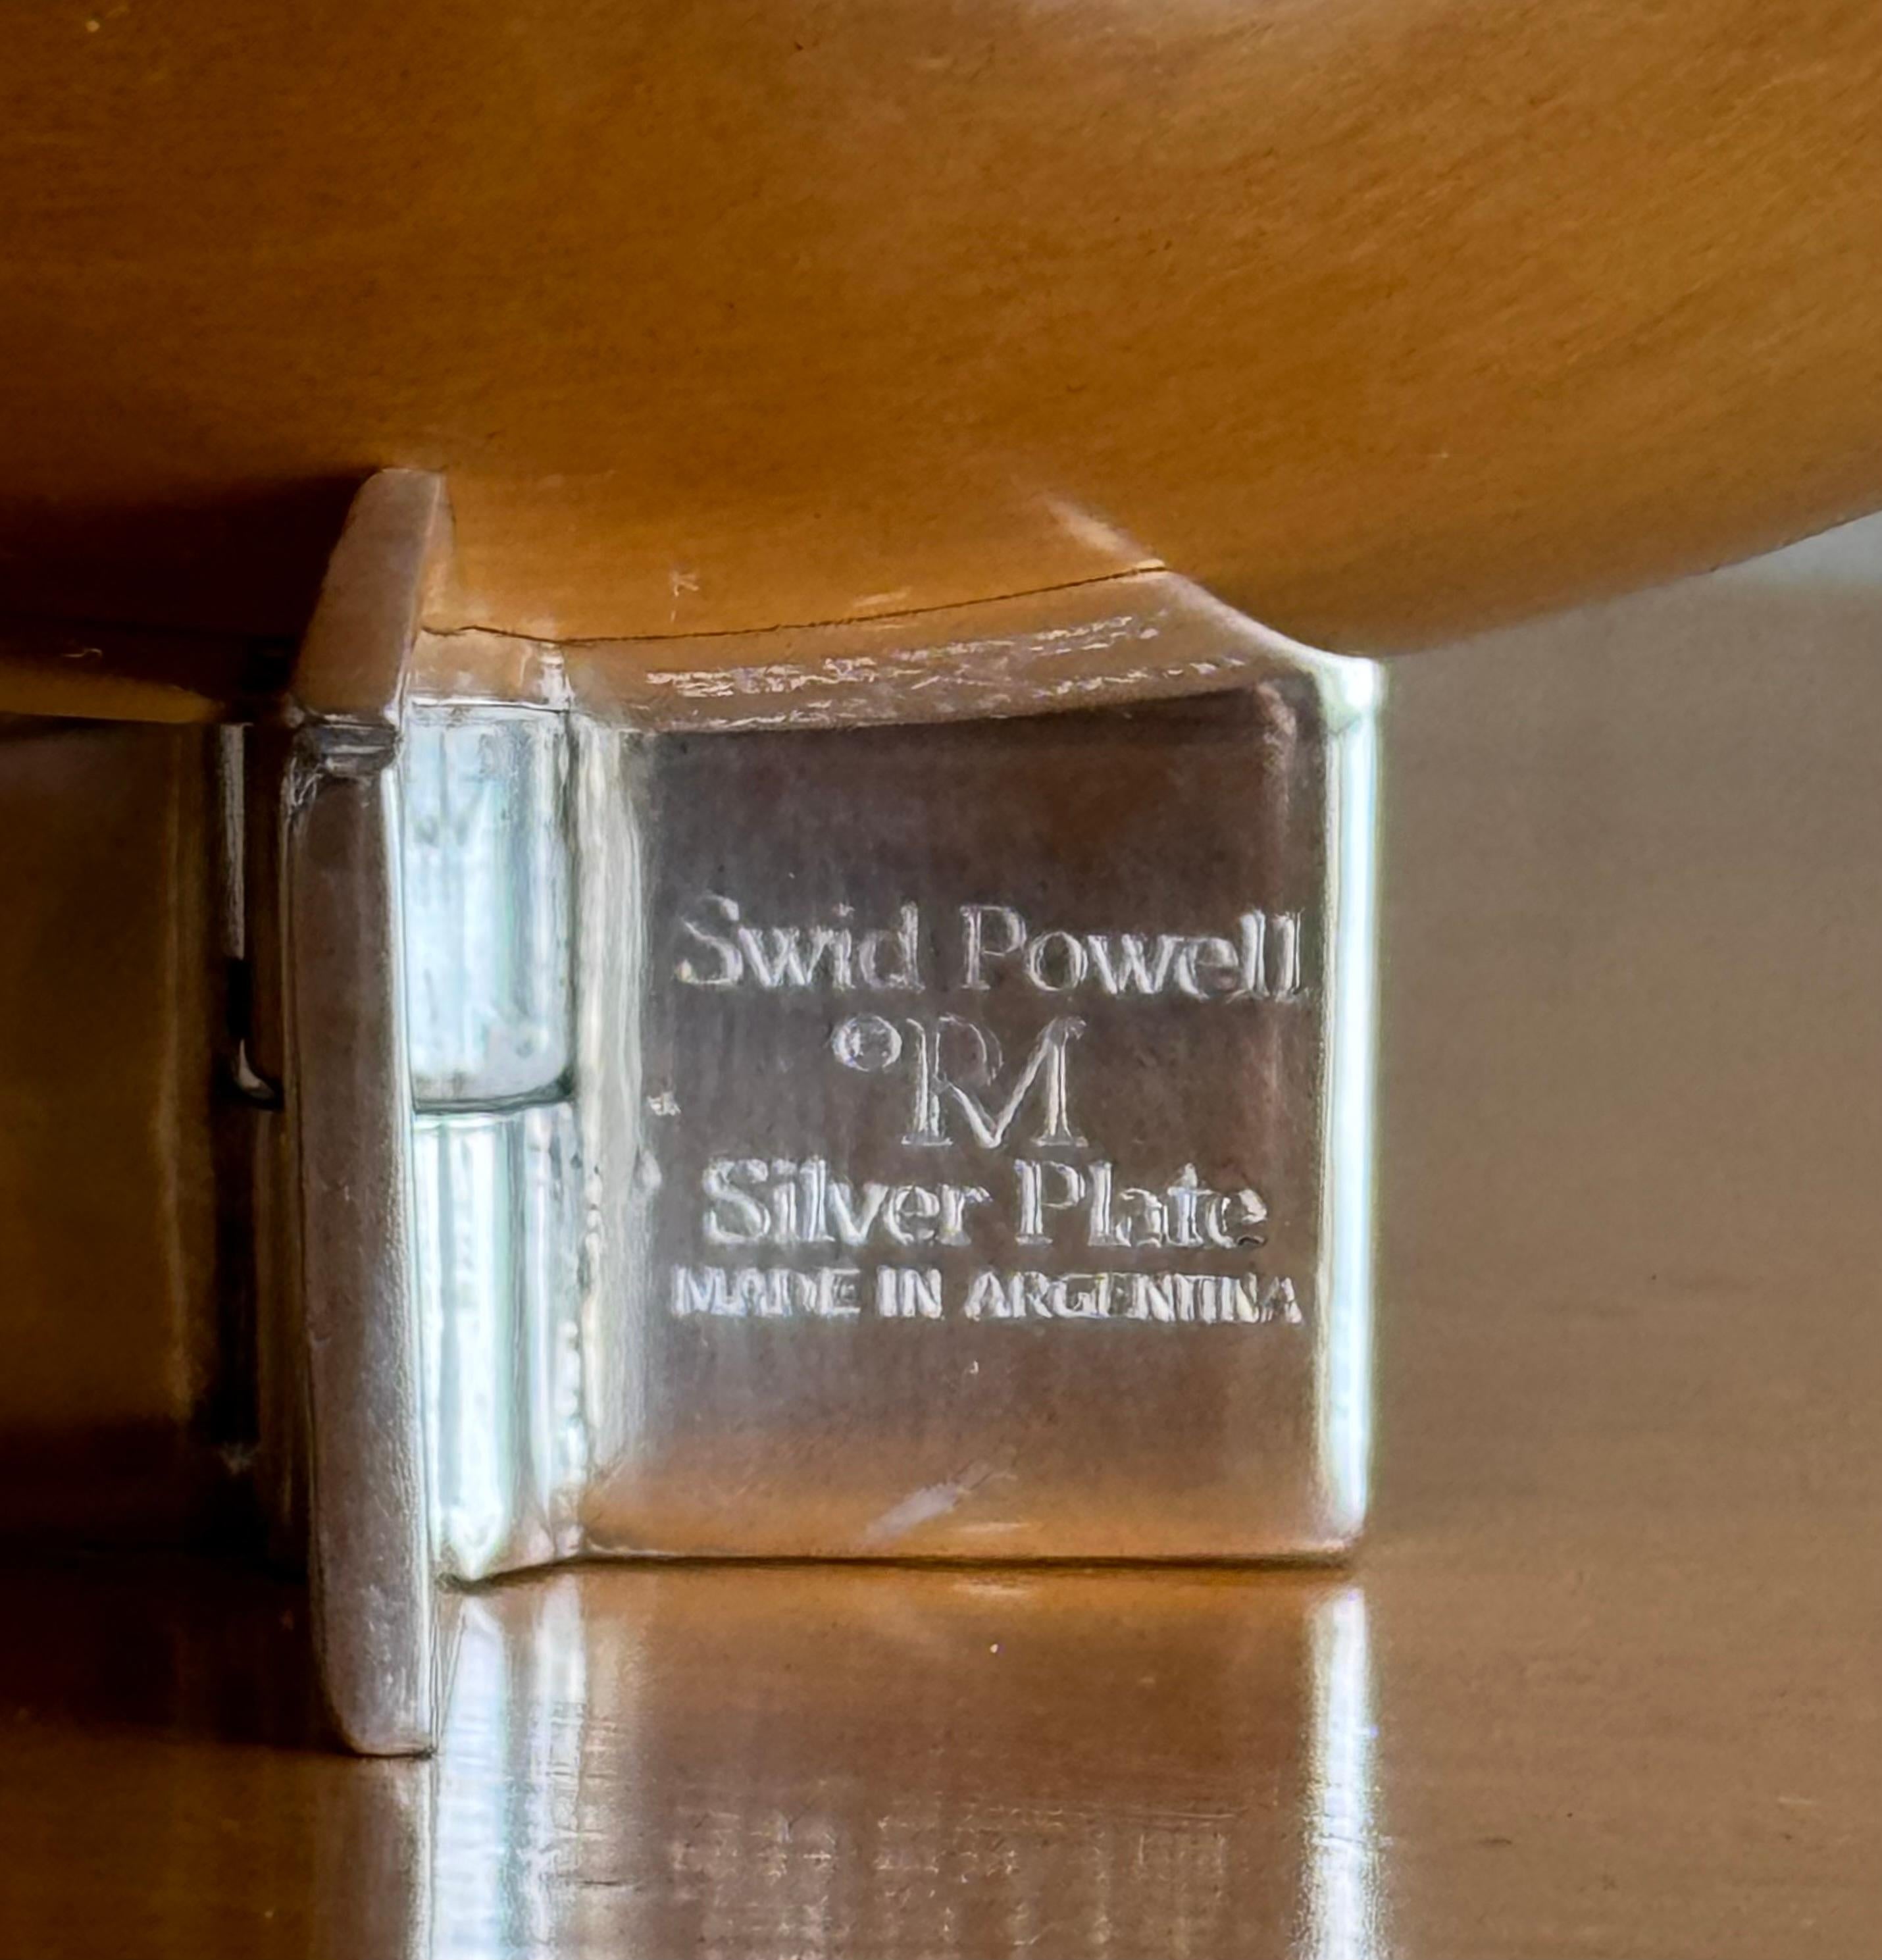 Swid Powell
©RM
Silver Plate
MADE IN ARGENTINA